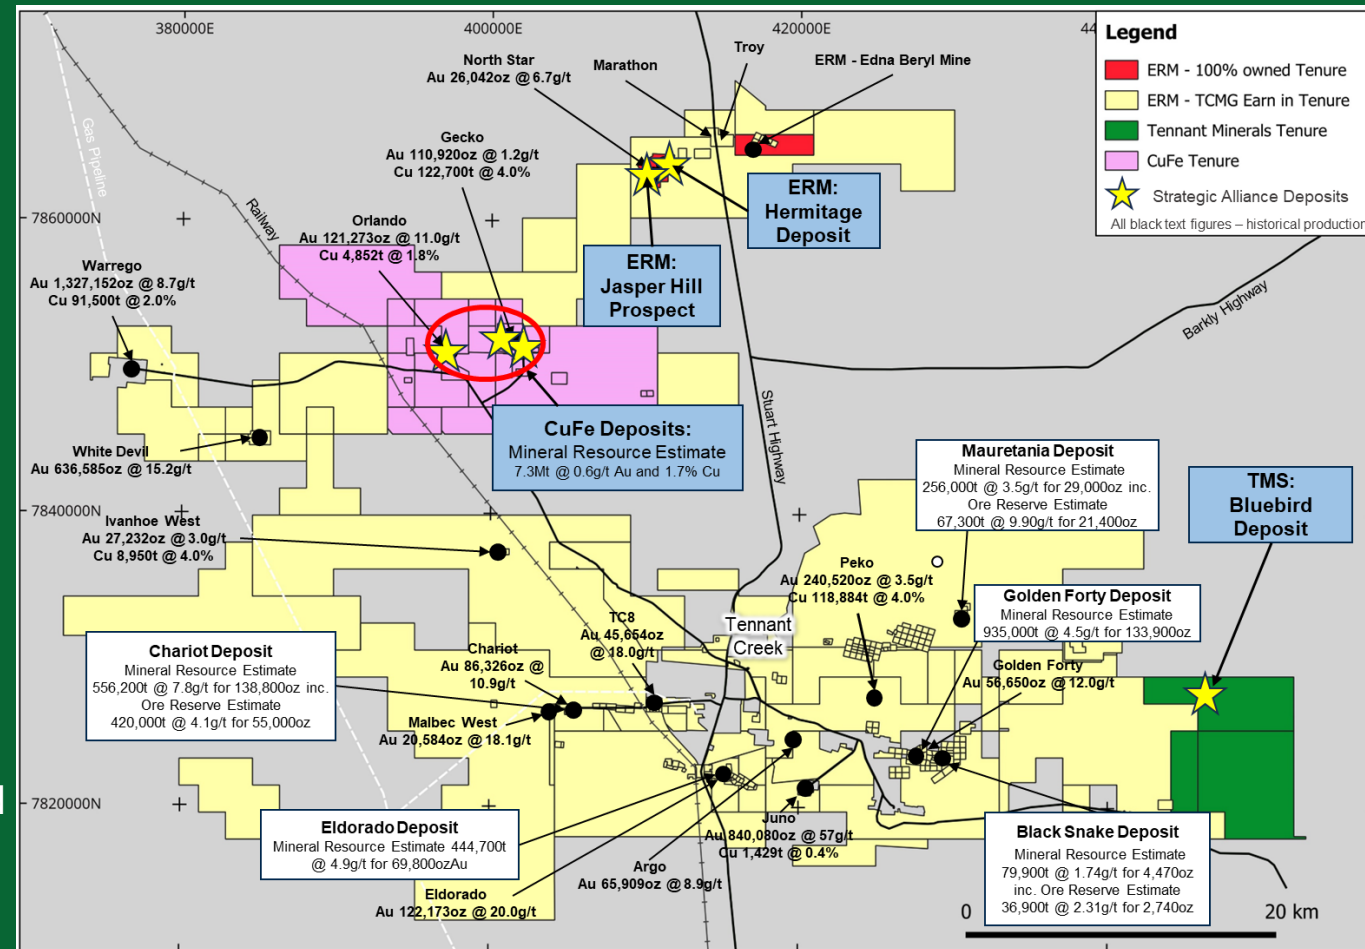 380000E
400000E
420000E
44
Legend
ERM - 100% owned Tenure
ERM - TCMG Earn in Tenure
Tennant Minerals Tenure
CuFe Tenure
Strategic Alliance Deposits
All black text figures – historical production
North Star
Au 26,042oz @ 6.7g/t
Marathon
Troy
ERM - Edna Beryl Mine
Gas Pipeline
Railway
Gecko
Au 110,920oz @ 1.2g/t
Cu 122,700t @ 4.0%
ERM:
Hermitage
Deposit
7860000N
Orlando
Au 121,273oz @ 11.0g/t
Cu 4,852t @ 1.8%
ERM:
Jasper Hill
Prospect
Warrego
Au 1,327,152oz @ 8.7g/t
Cu 91,500t @ 2.0%
Barkly Highway
Stuart Highway
CuFe Deposits:
Mineral Resource Estimate
7.3Mt @ 0.6g/t Au and 1.7% Cu
White Devil
Au 636,585oz @ 15.2g/t
Mauretania Deposit
Mineral Resource Estimate
256,000t @ 3.5g/t for 29,000oz inc.
Ore Reserve Estimate
67,300t @ 9.90g/t for 21,400oz
TMS:
Bluebird
Deposit
7840000N
Ivanhoe West
Au 27,232oz @ 3.0g/t
Cu 8,950t @ 4.0%
Peko
Au 240,520oz @ 3.5g/t
Cu 118,884t @ 4.0%
Golden Forty Deposit
Mineral Resource Estimate
935,000t @ 4.5g/t for 133,900oz
TC8
Au 45,654oz
@ 18.0g/t
Tennant
Creek
Chariot Deposit
Mineral Resource Estimate
556,200t @ 7.8g/t for 138,800oz inc.
Ore Reserve Estimate
420,000t @ 4.1g/t for 55,000oz
Chariot
Au 86,326oz @
10.9g/t
Golden Forty
Au 56,650oz @ 12.0g/t
Malbec West
Au 20,584oz @ 18.1g/t
7820000N
Eldorado Deposit
Mineral Resource Estimate 444,700t
@ 4.9g/t for 69,800ozAu
Juno
Au 840,080oz @ 57g/t
Cu 1,429t @ 0.4%
Black Snake Deposit
Mineral Resource Estimate
79,900t @ 1.74g/t for 4,470oz
inc. Ore Reserve Estimate
36,900t @ 2.31g/t for 2,740oz
Argo
Au 65,909oz @ 8.9g/t
Eldorado
Au 122,173oz @ 20.0g/t
0
20 km